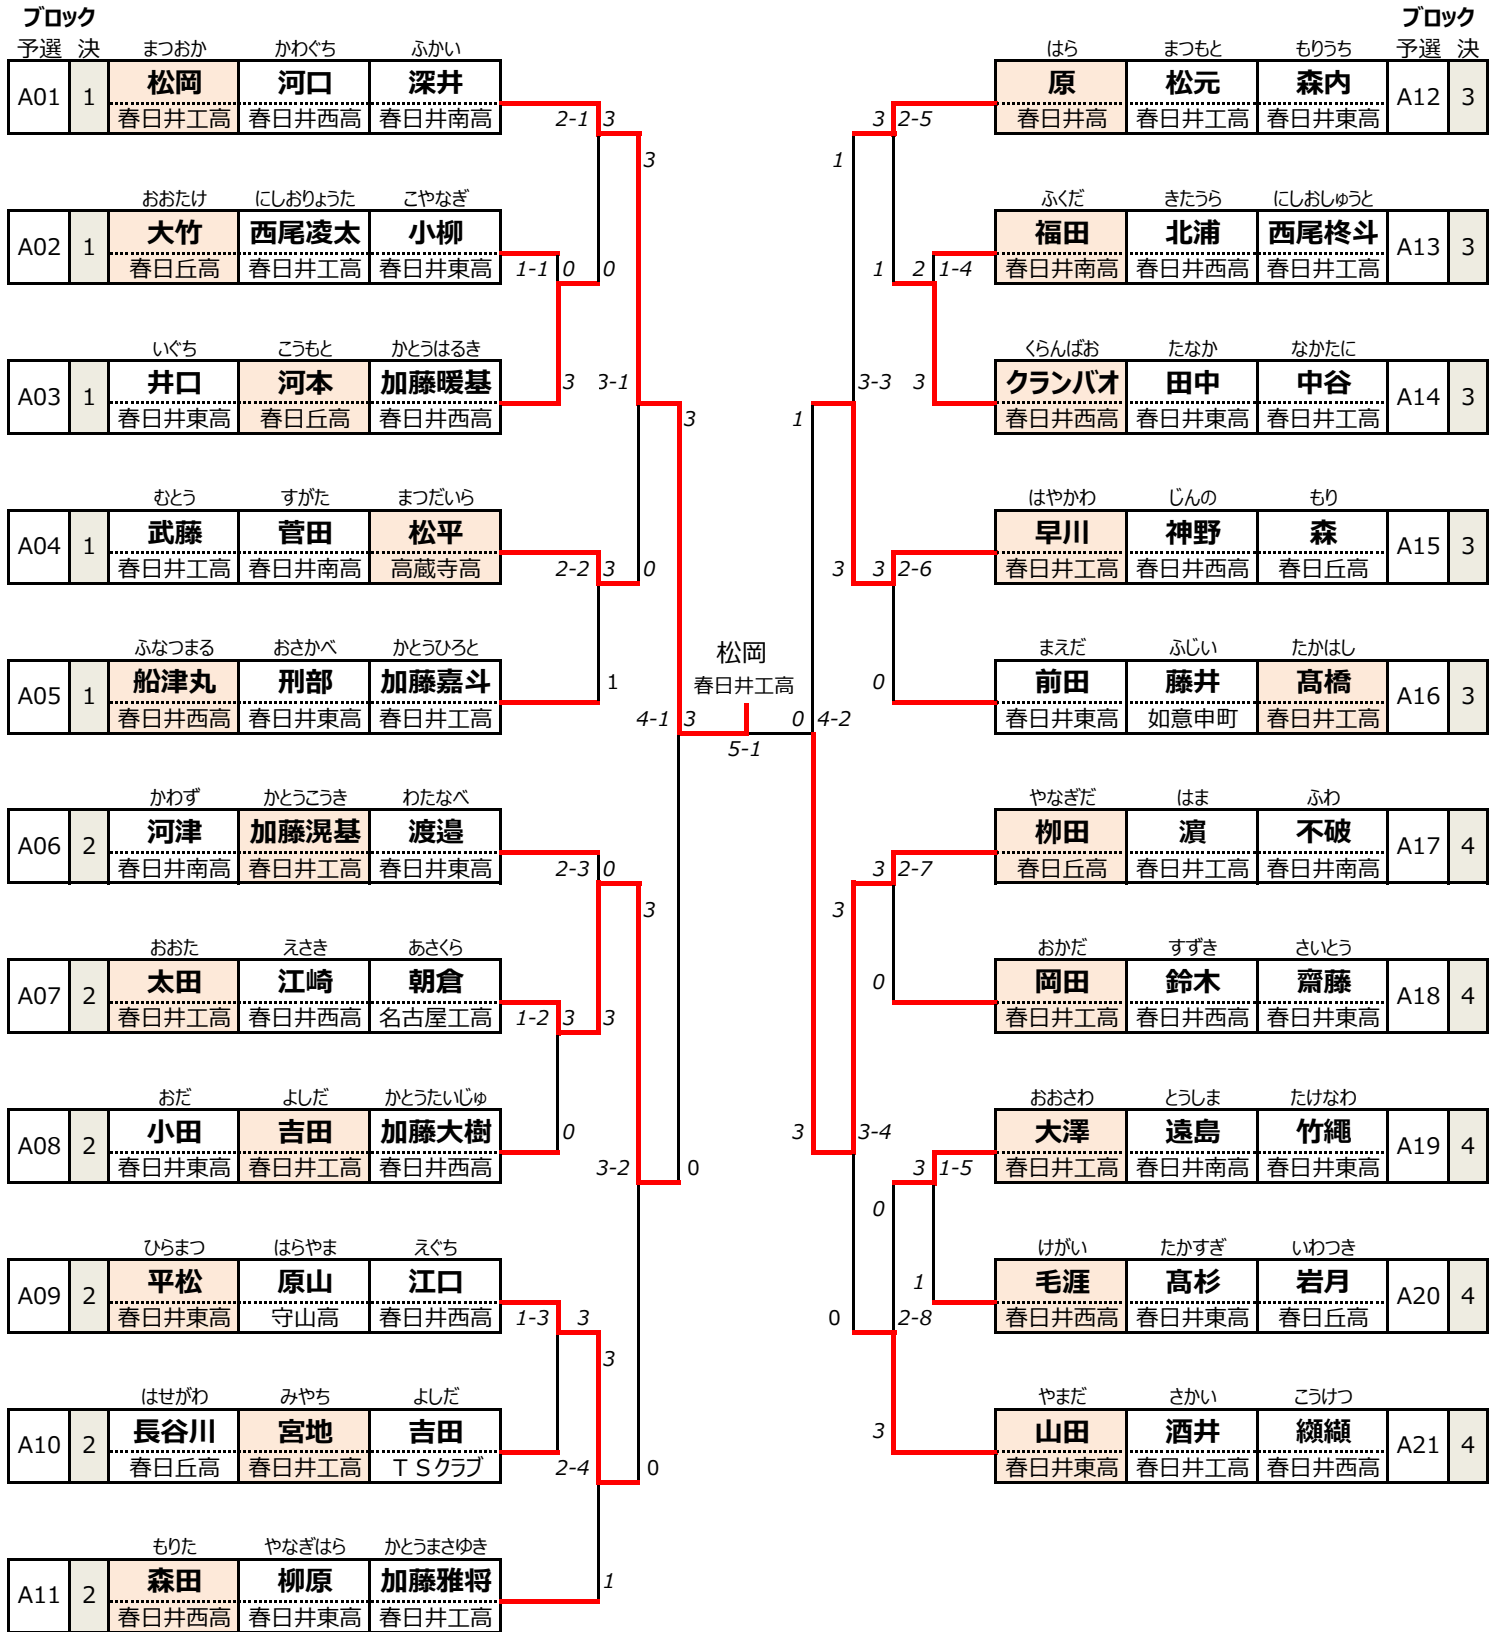 ブロック
予選 決
まつおか かわぐち ふかい
A01 1 松岡 河口 深井
春日井工高 春日井西高 春日井南高
2-1 3
3
おおたけ にしおりょうた こやなぎ
A02 1 大竹 西尾凌太 小柳
春日丘高 春日井工高 春日井東高
1-1 0 0
いぐち こうもと かとうはるき
A03 1 井口 河本 加藤暖基
春日井東高 春日丘高 春日井西高
3 3-1
3
むとう すがた まつだいら
A04 1 武藤 菅田 松平
春日井工高 春日井南高 高蔵寺高
2-2 3 0
ふなつまる おさかべ かとうひろと
A05 1 船津丸 刑部 加藤嘉斗
春日井西高 春日井東高 春日井工高
1
4-1 3
かわず かとうこうき わたなべ
A06 2 河津 加藤滉基 渡邉
春日井南高 春日井工高 春日井東高
2-3 0
3
おおた えさき あさくら
A07 2 太田 江崎 朝倉
春日井工高 春日井西高 名古屋工高
1-2 3 3
おだ よしだ かとうたいじゅ
A08 2 小田 吉田 加藤大樹
春日井東高 春日井工高 春日井西高
0
3-2 0
ひらまつ はらやま えぐち
A09 2 平松 原山 江口
春日井東高 守山高 春日井西高
1-3 3
3
はせがわ みやち よしだ
A10 2 長谷川 宮地 吉田
春日丘高 春日井工高 ＴＳクラブ
0
2-4 0
もりた やなぎはら かとうまさゆき
A11 2 森田 柳原 加藤雅将
春日井西高 春日井東高 春日井工高
1
松岡
春日井工高
5-1
ブロック
予選 決
はら まつもと もりうち
原 松元 森内 A12 3
春日井高 春日井工高 春日井東高
3 2-5
1
ふくだ きたうら にしおしゅうと
福田 北浦 西尾柊斗 A13 3
春日井南高 春日井西高 春日井工高
1 2 1-4
くらんばお たなか なかたに
クランバオ 田中 中谷 A14 3
春日井西高 春日井東高 春日井工高
3-3 3
1
はやかわ じんの もり
早川 神野 森 A15 3
春日井工高 春日井西高 春日丘高
3 3 2-6
まえだ ふじい たかはし
前田 藤井 髙橋 A16 3
春日井東高 如意申町 春日井工高
0
0 4-2
やなぎだ はま ふわ
栁田 濵 不破 A17 4
春日丘高 春日井工高 春日井南高
3 2-7
3
おかだ すずき さいとう
岡田 鈴木 齋藤 A18 4
春日井工高 春日井西高 春日井東高
0
おおさわ とうしま たけなわ
大澤 遠島 竹縄 A19 4
春日井工高 春日井南高 春日井東高
3 3-4
3 1-5
0
けがい たかすぎ いわつき
毛涯 髙杉 岩月 A20 4
春日井西高 春日井東高 春日丘高
1
0 2-8
やまだ さかい こうけつ
山田 酒井 纐纈 A21 4
春日井東高 春日井工高 春日井西高
3